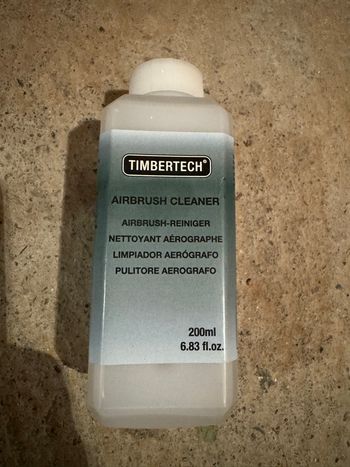 TIMBERTECH®
AIRBRUSH CLEANER
AIRBRUSH-REINIGER
NETTOYANT AÉROGRAPHE
LIMPIADOR AERÓGRAFO
PULITORE AEROGRAFO
200ml
6.83 fl.oz.